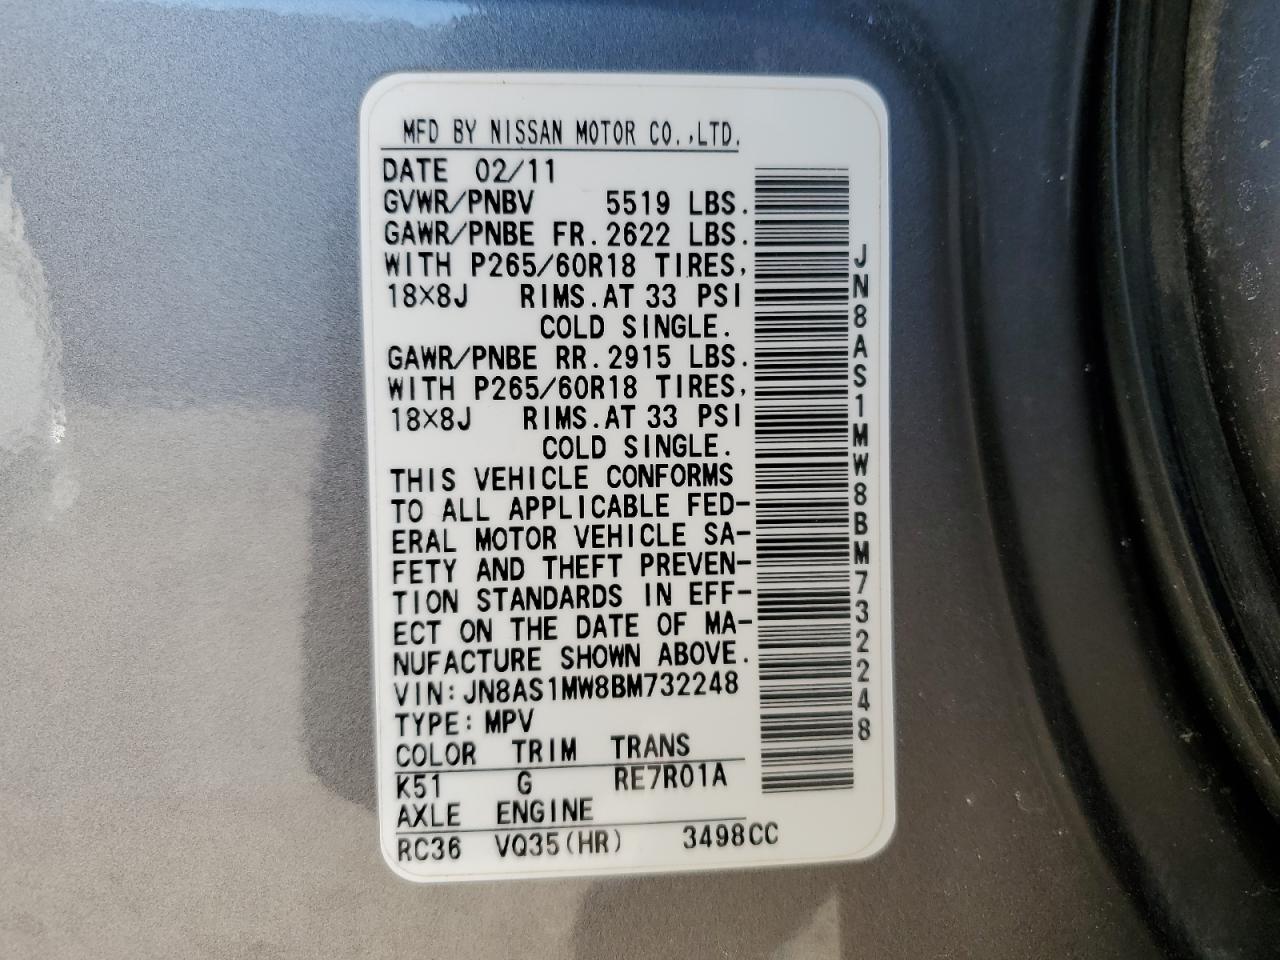 MFD BY NISSAN MOTOR CO.,LTD.
DATE 02/11
GVWR/PNBV 5519 LBS.
GAWR/PNBE FR.2622 LBS.
WITH P265/60R18 TIRES,
18×8J RIMS.AT 33 PSI
COLD SINGLE.
GAWR/PNBE RR.2915 LBS.
WITH P265/60R18 TIRES,
18×8J RIMS.AT 33 PSI
COLD SINGLE.
THIS VEHICLE CONFORMS
TO ALL APPLICABLE FED-
ERAL MOTOR VEHICLE SA-
FETY AND THEFT PREVEN-
TION STANDARDS IN EFF-
ECT ON THE DATE OF MA-
NUFACTURE SHOWN ABOVE.
VIN:JN8AS1MW8BM732248
TYPE:MPV
COLOR TRIM TRANS
K51 G RE7R01A
AXLE ENGINE
RC36 VQ35(HR) 3498CC
JN8AS1MW8BM732248